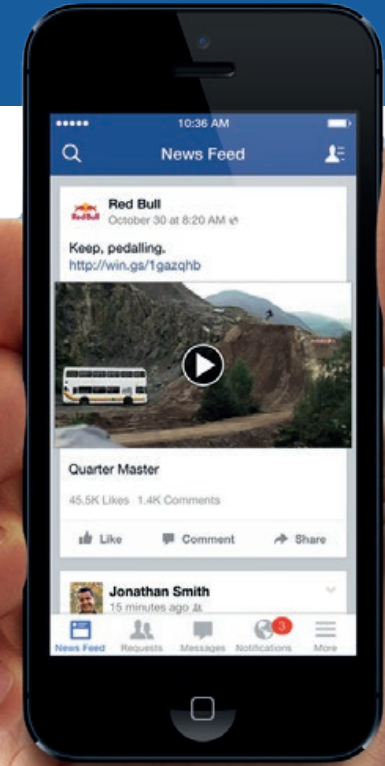 10:36 AM
News Feed
Red Bull
Red Bull
October 30 at 8:20 AM
Keep, pedalling.
http://win.gs/1gazqhb
Quarter Master
45.5K Likes 1.4K Comments
Like Comment Share
Jonathan Smith
15 minutes ago
3
News Feed Requests Messages Notifications More